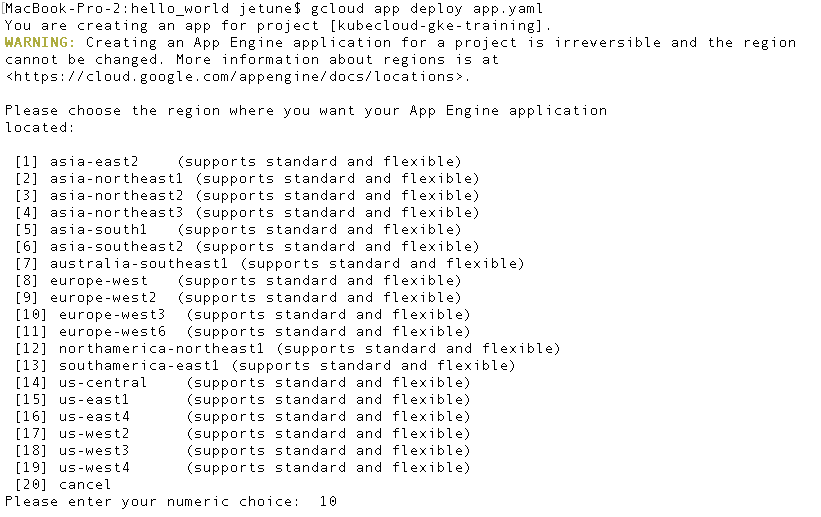 MacBook-Pro-2:hello_world jetune$ gcloud app deploy app.yaml
You are creating an app for project [kubecloud-gke-training].
WARNING: Creating an App Engine application for a project is irreversible and the region
cannot be changed. More information about regions is at
<https://cloud.google.com/appengine/docs/locations>.
Please choose the region where you want your App Engine application
located:
[1] asia-east2    (supports standard and flexible)
[2] asia-northeast1 (supports standard and flexible)
[3] asia-northeast2 (supports standard and flexible)
[4] asia-northeast3 (supports standard and flexible)
[5] asia-south1   (supports standard and flexible)
[6] asia-southeast2 (supports standard and flexible)
[7] australia-southeast1 (supports standard and flexible)
[8] europe-west   (supports standard and flexible)
[9] europe-west2  (supports standard and flexible)
[10] europe-west3  (supports standard and flexible)
[11] europe-west6  (supports standard and flexible)
[12] northamerica-northeast1 (supports standard and flexible)
[13] southamerica-east1 (supports standard and flexible)
[14] us-central    (supports standard and flexible)
[15] us-east1      (supports standard and flexible)
[16] us-east4      (supports standard and flexible)
[17] us-west2      (supports standard and flexible)
[18] us-west3      (supports standard and flexible)
[19] us-west4      (supports standard and flexible)
[20] cancel
Please enter your numeric choice:  10